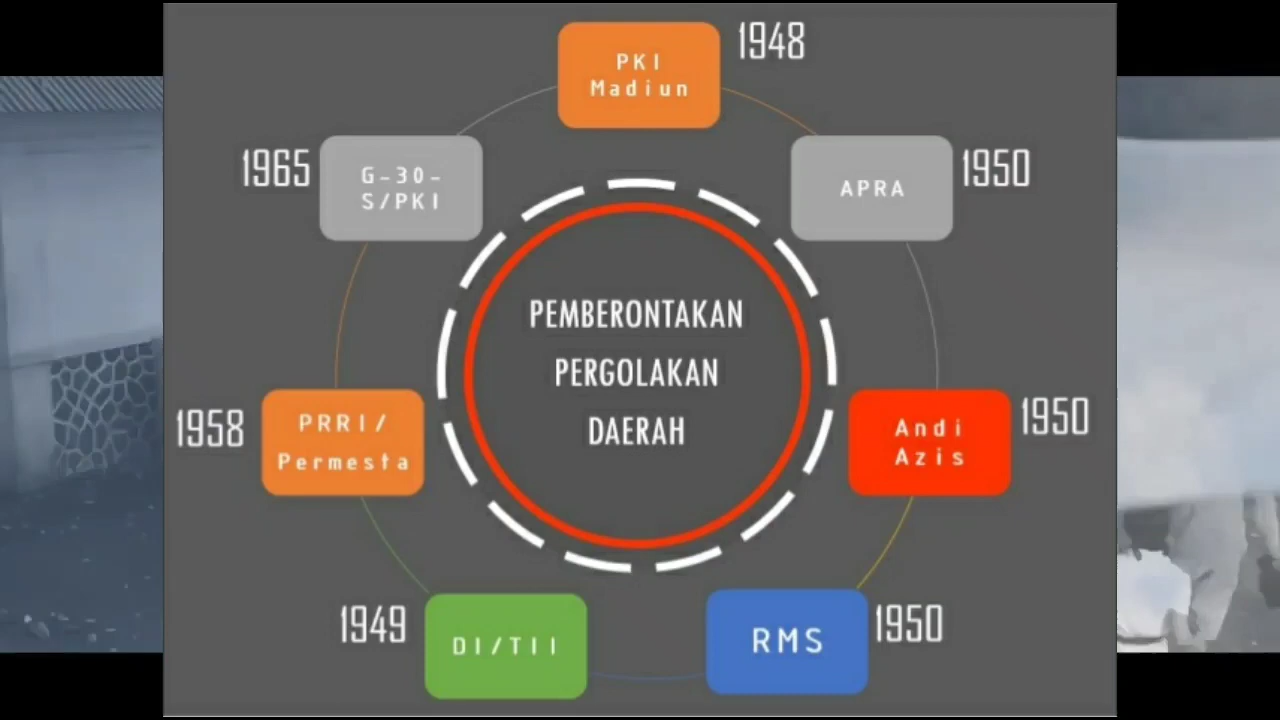 PKI
Madiun
1948
APRA
1950
Andi
Azis
1950
RMS
1950
DI/TII
1949
PRRI/
Permesta
1958
G-30-
S/PKI
1965
PEMBERONTAKAN
PERGOLAKAN
DAERAH